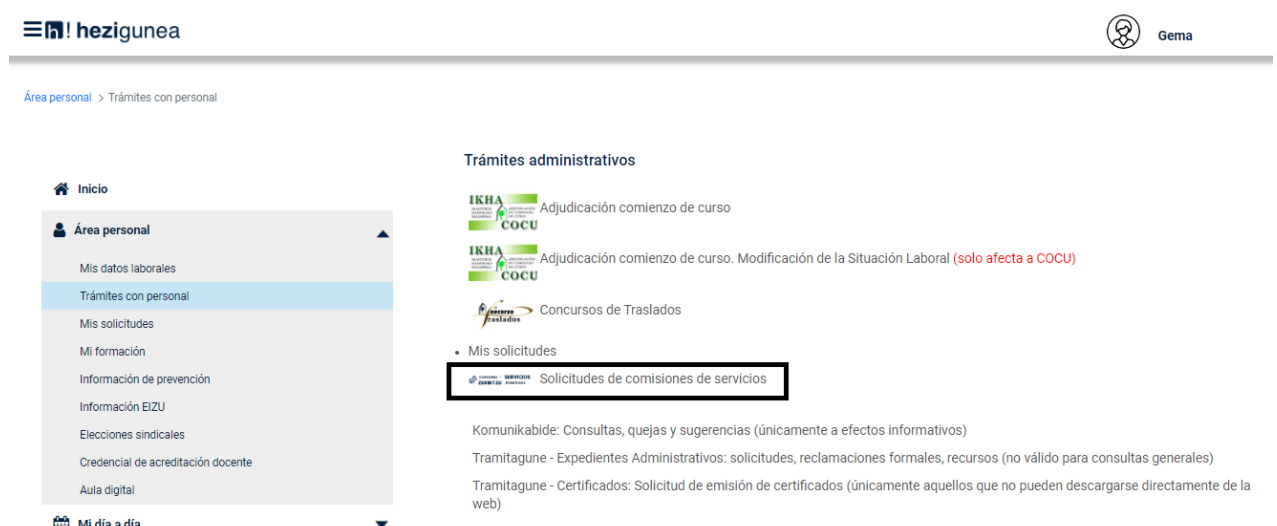 h! hezigunea
Gema
Área personal > Trámites con personal
Inicio
Área personal
Mis datos laborales
Trámites con personal
Mis solicitudes
Mi formación
Información de prevención
Información EIZU
Elecciones sindicales
Credencial de acreditación docente
Aula digital
Mi día a día
Trámites administrativos
IKHA
COCU
Adjudicación comienzo de curso
IKHA
COCU
Adjudicación comienzo de curso. Modificación de la Situación Laboral (solo afecta a COCU)
Traslados
Concursos de Traslados
• Mis solicitudes
SERVICIOS
ZERBITZU
Solicitudes de comisiones de servicios
Komunikabide: Consultas, quejas y sugerencias (únicamente a efectos informativos)
Tramitagune - Expedientes Administrativos: solicitudes, reclamaciones formales, recursos (no válido para consultas generales)
Tramitagune - Certificados: Solicitud de emisión de certificados (únicamente aquellos que no pueden descargarse directamente de la
web)